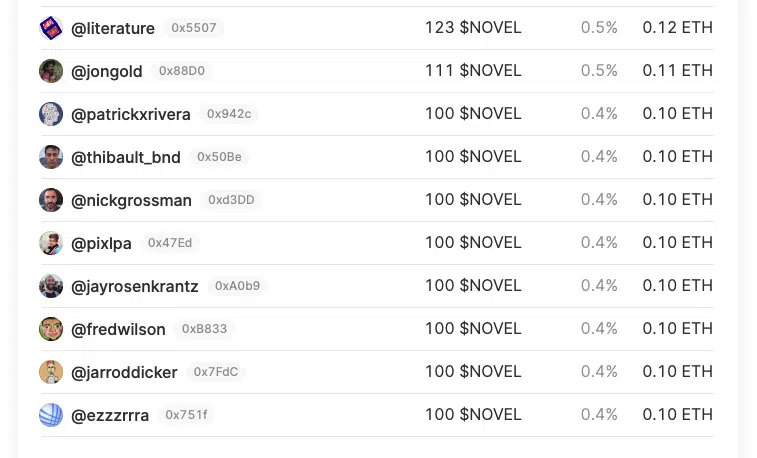 @literature 0x5507 123 $NOVEL 0.5% 0.12 ETH
@jongold 0x88D0 111 $NOVEL 0.5% 0.11 ETH
@patrickxrivera 0x942c 100 $NOVEL 0.4% 0.10 ETH
@thibault_bnd 0x50Be 100 $NOVEL 0.4% 0.10 ETH
@nickgrossman 0xd3DD 100 $NOVEL 0.4% 0.10 ETH
@pixlpa 0x47Ed 100 $NOVEL 0.4% 0.10 ETH
@jayrosenkrantz 0xA0b9 100 $NOVEL 0.4% 0.10 ETH
@fredwilson 0xB833 100 $NOVEL 0.4% 0.10 ETH
@jarroddicker 0x7FdC 100 $NOVEL 0.4% 0.10 ETH
@ezzzrrra 0x751f 100 $NOVEL 0.4% 0.10 ETH